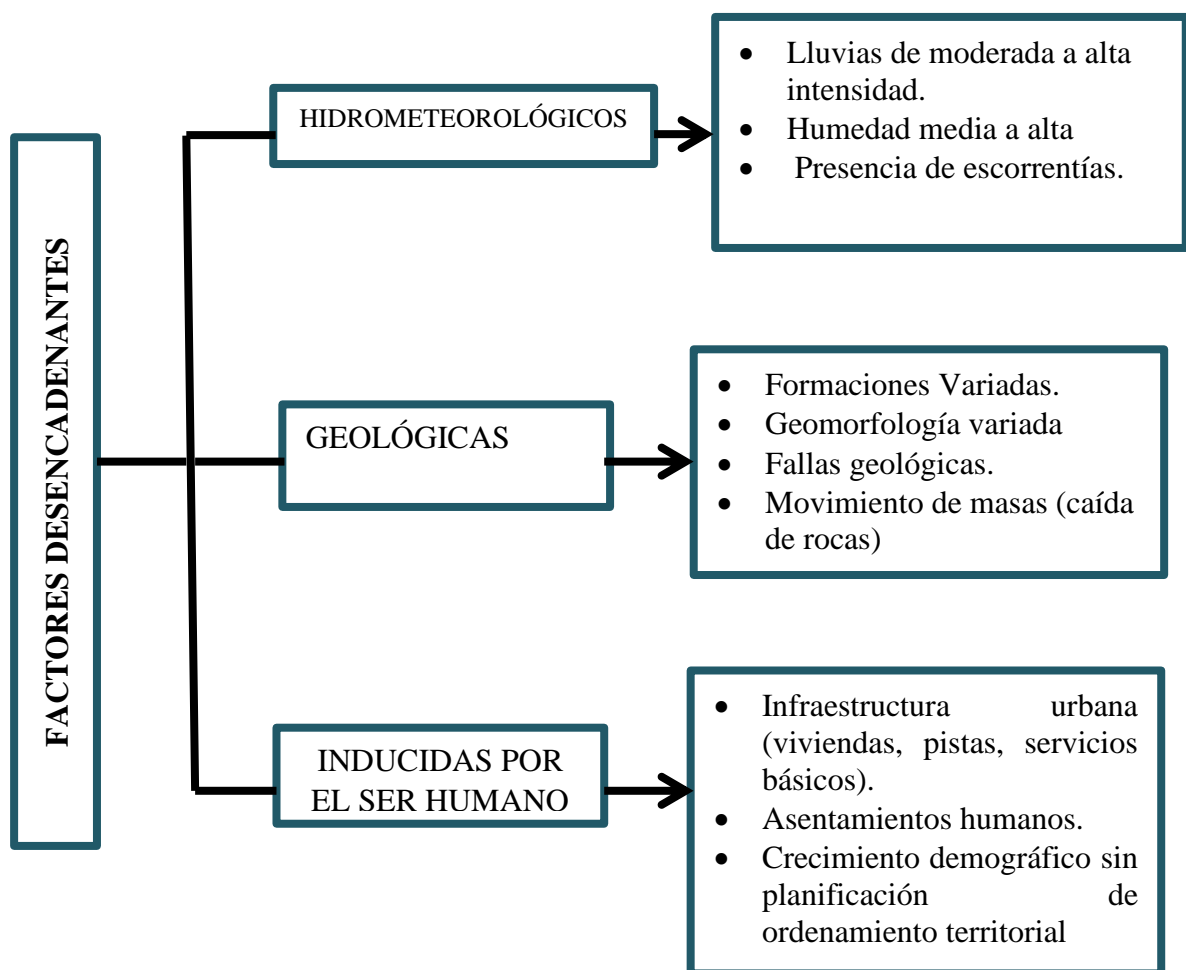 FACTORES DESENCADENANTES
HIDROMETEOROLÓGICOS
• Lluvias de moderada a alta
intensidad.
• Humedad media a alta
• Presencia de escorrentías.
GEOLÓGICAS
• Formaciones Variadas.
• Geomorfología variada
• Fallas geológicas.
• Movimiento de masas (caída
de rocas)
INDUCIDAS POR
EL SER HUMANO
• Infraestructura urbana
(viviendas, pistas, servicios
básicos).
• Asentamientos humanos.
• Crecimiento demográfico sin
planificación de
ordenamiento territorial